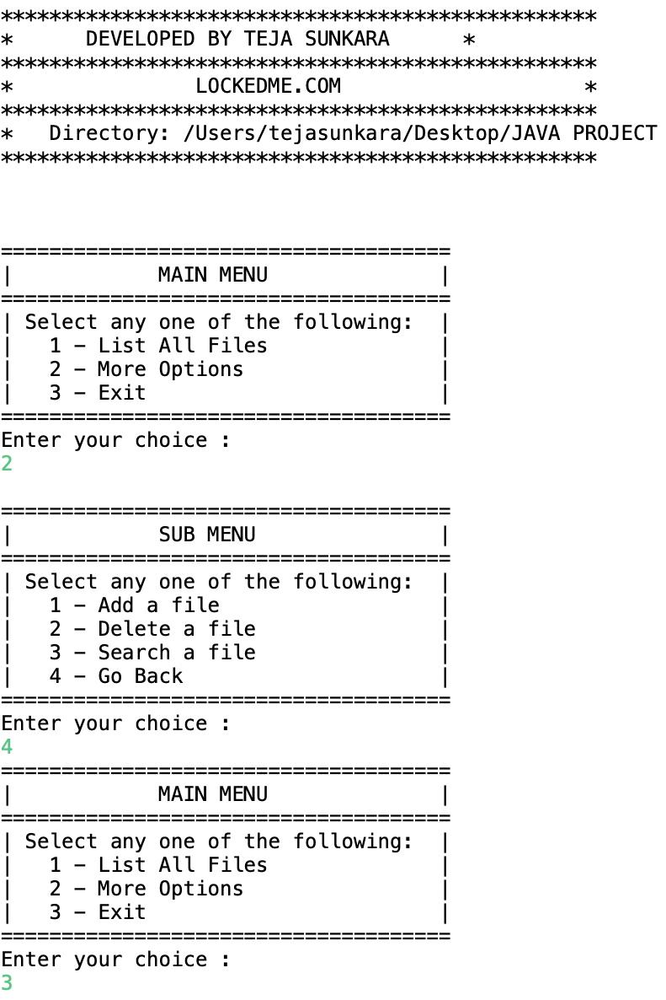 *************************************************
*      DEVELOPED BY TEJA SUNKARA      *
*************************************************
*               LOCKEDME.COM                    *
*************************************************
*   Directory: /Users/tejasunkara/Desktop/JAVA PROJECT
*************************************************
=====================================
|            MAIN MENU              |
=====================================
| Select any one of the following:  |
|   1 – List All Files              |
|   2 – More Options                |
|   3 – Exit                        |
=====================================
Enter your choice :
2
=====================================
|            SUB MENU               |
=====================================
| Select any one of the following:  |
|   1 – Add a file                  |
|   2 – Delete a file               |
|   3 – Search a file               |
|   4 – Go Back                     |
=====================================
Enter your choice :
4
=====================================
|            MAIN MENU              |
=====================================
| Select any one of the following:  |
|   1 – List All Files              |
|   2 – More Options                |
|   3 – Exit                        |
=====================================
Enter your choice :
3